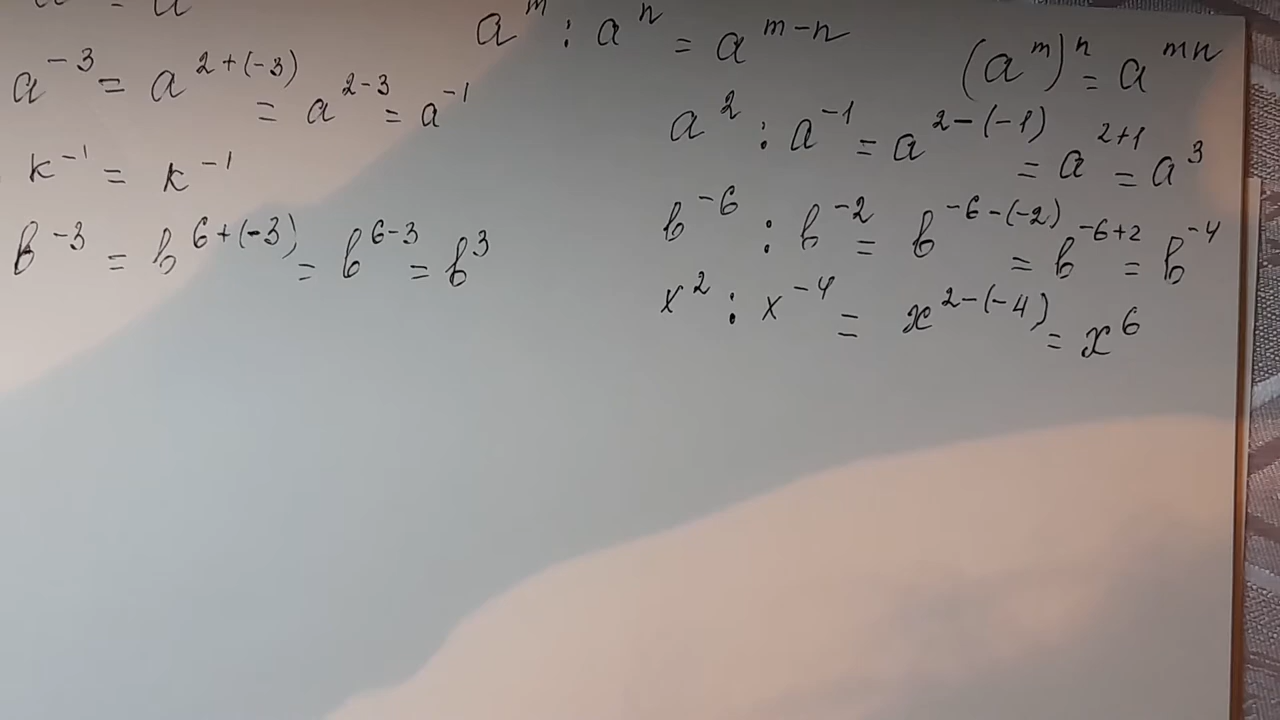 a^m : a^n = a^{m-n}
(a^m)^n = a^{mn}
a^{-3} = a^{2+(-3)} = a^{2-3} = a^{-1}
a^2 : a^{-1} = a^{2-(-1)} = a^{2+1} = a^3
к^{-1} = к^{-1}
в^{-6} : в^{-2} = в^{-6-(-2)} = в^{-6+2} = в^{-4}
в^{-3} = в^{6+(-3)} = в^{6-3} = в^3
x^2 : x^{-4} = x^{2-(-4)} = x^6